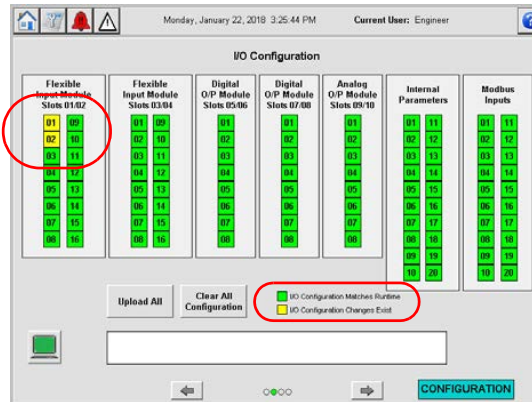 Monday, January 22, 2018 3:25:44 PM
Current User: Engineer
I/O Configuration
Flexible
Input Module
Slots 01/02
01 09
02 10
03 11
04 12
05 13
06 14
07 15
08 16
Flexible
Input Module
Slots 03/04
01 09
02 10
03 11
04 12
05 13
06 14
07 15
08 16
Digital
O/P Module
Slots 05/06
01
02
03
04
05
06
07
08
Digital
O/P Module
Slots 07/08
01
02
03
04
05
06
07
08
Analog
O/P Module
Slots 09/10
01
02
03
04
05
06
07
08
Internal
Parameters
01 11
02 12
03 13
04 14
05 15
06 16
07 17
08 18
09 19
10 20
Modbus
Inputs
01 11
02 12
03 13
04 14
05 15
06 16
07 17
08 18
09 19
10 20
Upload All
Clear All
Configuration
I/O Configuration Matches Runtime
I/O Configuration Changes Exist
CONFIGURATION